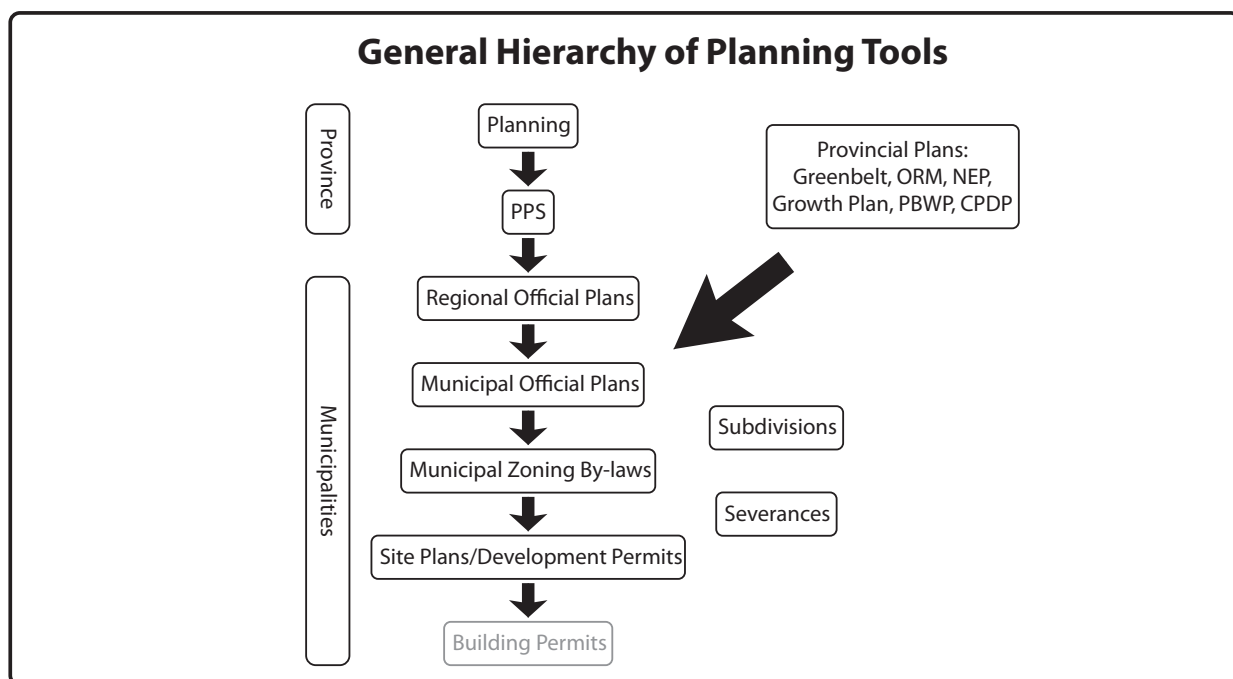 General Hierarchy of Planning Tools
Province
Planning
PPS
Provincial Plans:
Greenbelt, ORM, NEP,
Growth Plan, PBWP, CPDP
Municipalities
Regional Official Plans
Municipal Official Plans
Municipal Zoning By-laws
Site Plans/Development Permits
Building Permits
Subdivisions
Severances